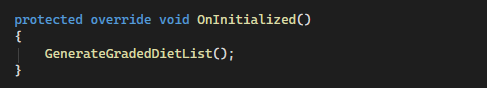 protected override void OnInitialized()
{
    GenerateGradedDietList();
}